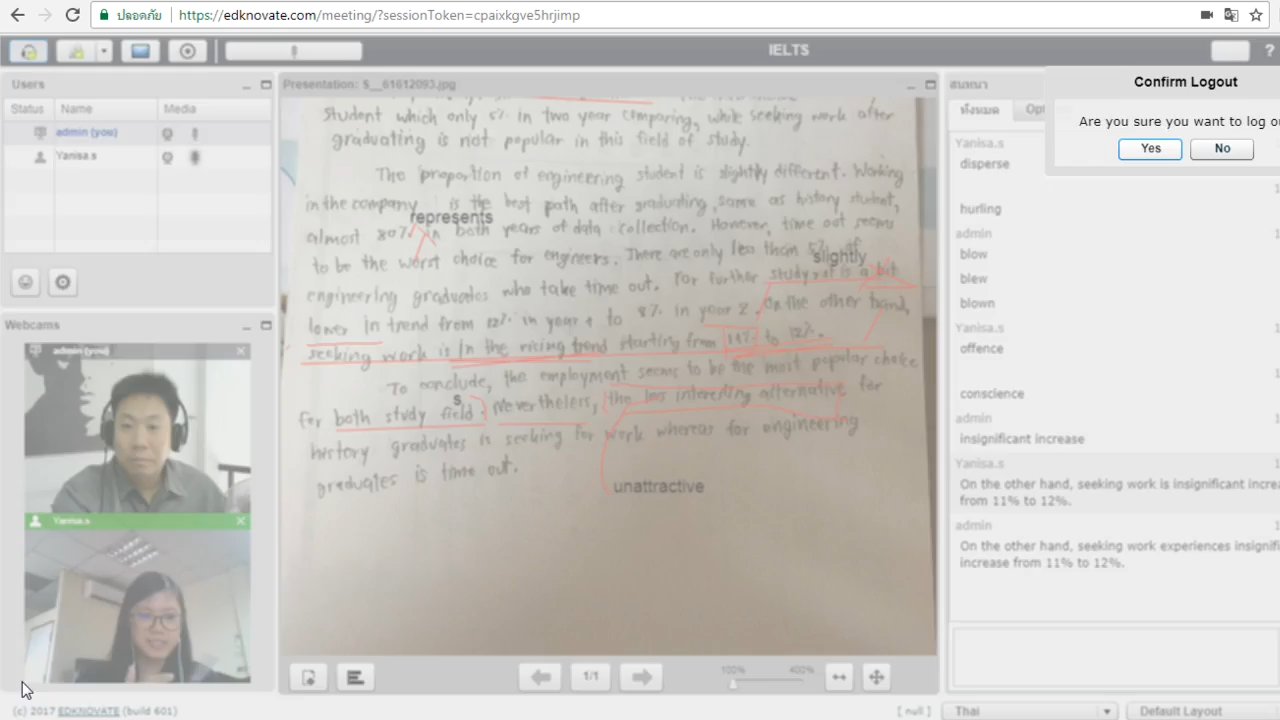 ปลอดภัย
https://edknovate.com/meeting/?sessionToken=cpaixkgve5hrjimp
IELTS
?
Users
Status Name Media
admin (you)
Yanisa.s
Webcams
admin (you)
Yanisa.s
Presentation: S__61612093.jpg
student which only 5% in two year comparing, while seeking work after
graduating is not popular in this field of study.
The proportion of engineering student is slightly different. Working
in the company is the best path after graduating, same as history student,
represents
almost 80% in both years of data collection. However, time out seems
to be the worst choice for engineers. There are only less than 5% of
slightly
engineering graduates who take time out. For further study rat is a bit
lower in trend from 12% in year 1 to 8% in year 2. On the other hand,
seeking work is in the rising trend starting from 11% to 12%.
To conclude, the employment seems to be the most popular choice
s
for both study field. Nevertheless, the less interesting alternative for
history graduates is seeking for work whereas for engineering
graduates is time out.
unattractive
1/1
100% 400%
สนทนา
ทั้งหมด Opt
Confirm Logout
Are you sure you want to log ou
Yes No
Yanisa.s
disperse
hurling
admin
blow
blew
blown
Yanisa.s
offence
conscience
admin
insignificant increase
Yanisa.s
On the other hand, seeking work is insignificant increa
from 11% to 12%.
admin
On the other hand, seeking work experiences insignifi
increase from 11% to 12%.
(c) 2017 EDKNOVATE (build 601)
[ null ]
Thai
Default Layout